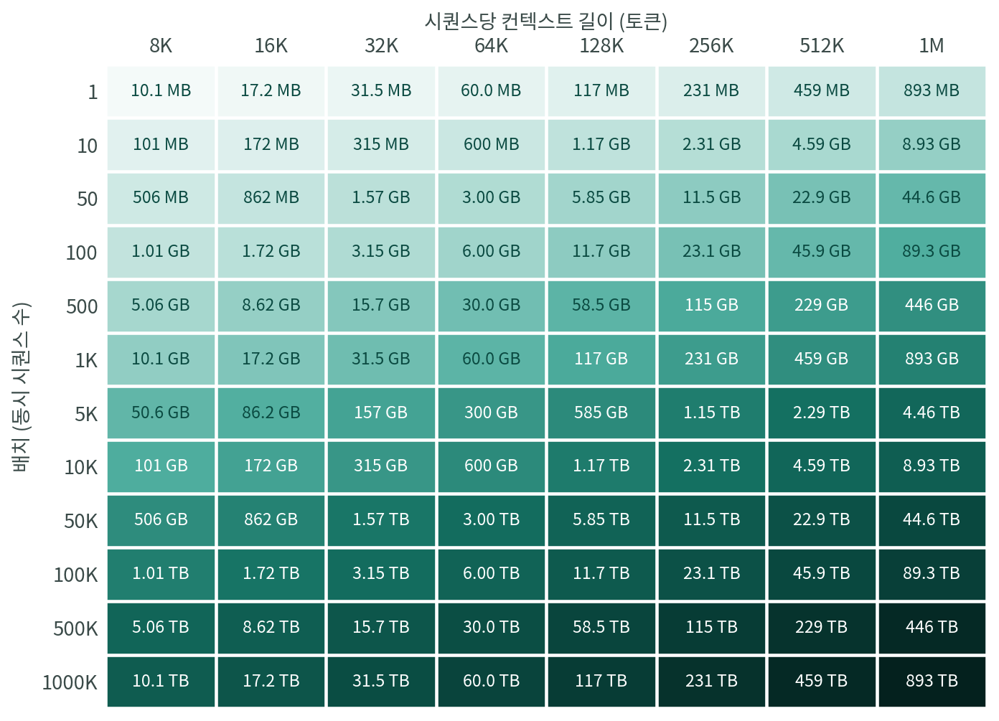 시퀀스당 컨텍스트 길이 (토큰)
8K 16K 32K 64K 128K 256K 512K 1M
배치 (동시 시퀀스 수)
1 10.1 MB 17.2 MB 31.5 MB 60.0 MB 117 MB 231 MB 459 MB 893 MB
10 101 MB 172 MB 315 MB 600 MB 1.17 GB 2.31 GB 4.59 GB 8.93 GB
50 506 MB 862 MB 1.57 GB 3.00 GB 5.85 GB 11.5 GB 22.9 GB 44.6 GB
100 1.01 GB 1.72 GB 3.15 GB 6.00 GB 11.7 GB 23.1 GB 45.9 GB 89.3 GB
500 5.06 GB 8.62 GB 15.7 GB 30.0 GB 58.5 GB 115 GB 229 GB 446 GB
1K 10.1 GB 17.2 GB 31.5 GB 60.0 GB 117 GB 231 GB 459 GB 893 GB
5K 50.6 GB 86.2 GB 157 GB 300 GB 585 GB 1.15 TB 2.29 TB 4.46 TB
10K 101 GB 172 GB 315 GB 600 GB 1.17 TB 2.31 TB 4.59 TB 8.93 TB
50K 506 GB 862 GB 1.57 TB 3.00 TB 5.85 TB 11.5 TB 22.9 TB 44.6 TB
100K 1.01 TB 1.72 TB 3.15 TB 6.00 TB 11.7 TB 23.1 TB 45.9 TB 89.3 TB
500K 5.06 TB 8.62 TB 15.7 TB 30.0 TB 58.5 TB 115 TB 229 TB 446 TB
1000K 10.1 TB 17.2 TB 31.5 TB 60.0 TB 117 TB 231 TB 459 TB 893 TB